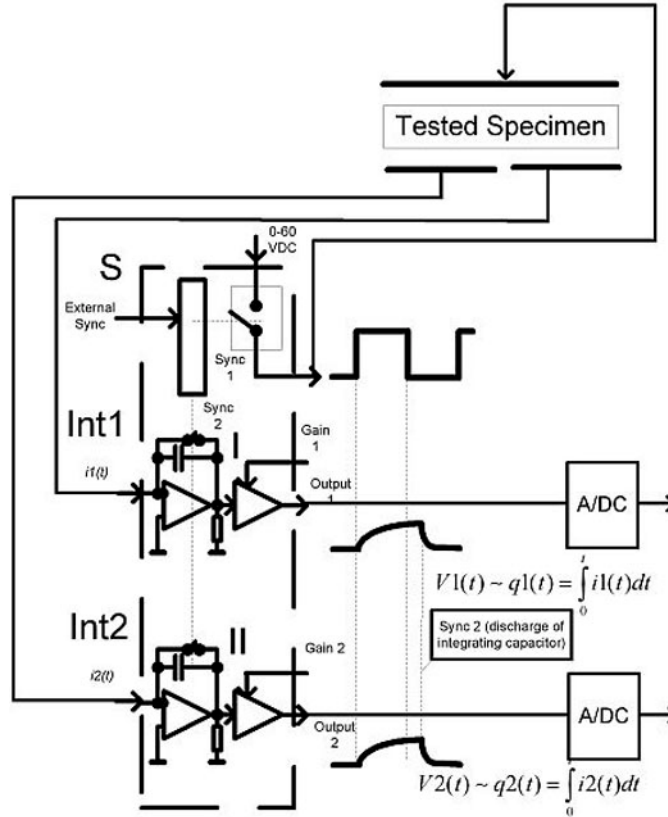 Tested Specimen
0-60
VDC
S
External
Sync
Sync
1
Sync
2
Int1
I
Gain
1
i1(t)
Output
1
A/DC
V1(t) ~ q1(t) = ∫₀ᵗ i1(t)dt
Int2
II
Sync 2 (discharge of
integrating capacitor)
Gain 2
i2(t)
Output
2
A/DC
V2(t) ~ q2(t) = ∫₀ᵗ i2(t)dt